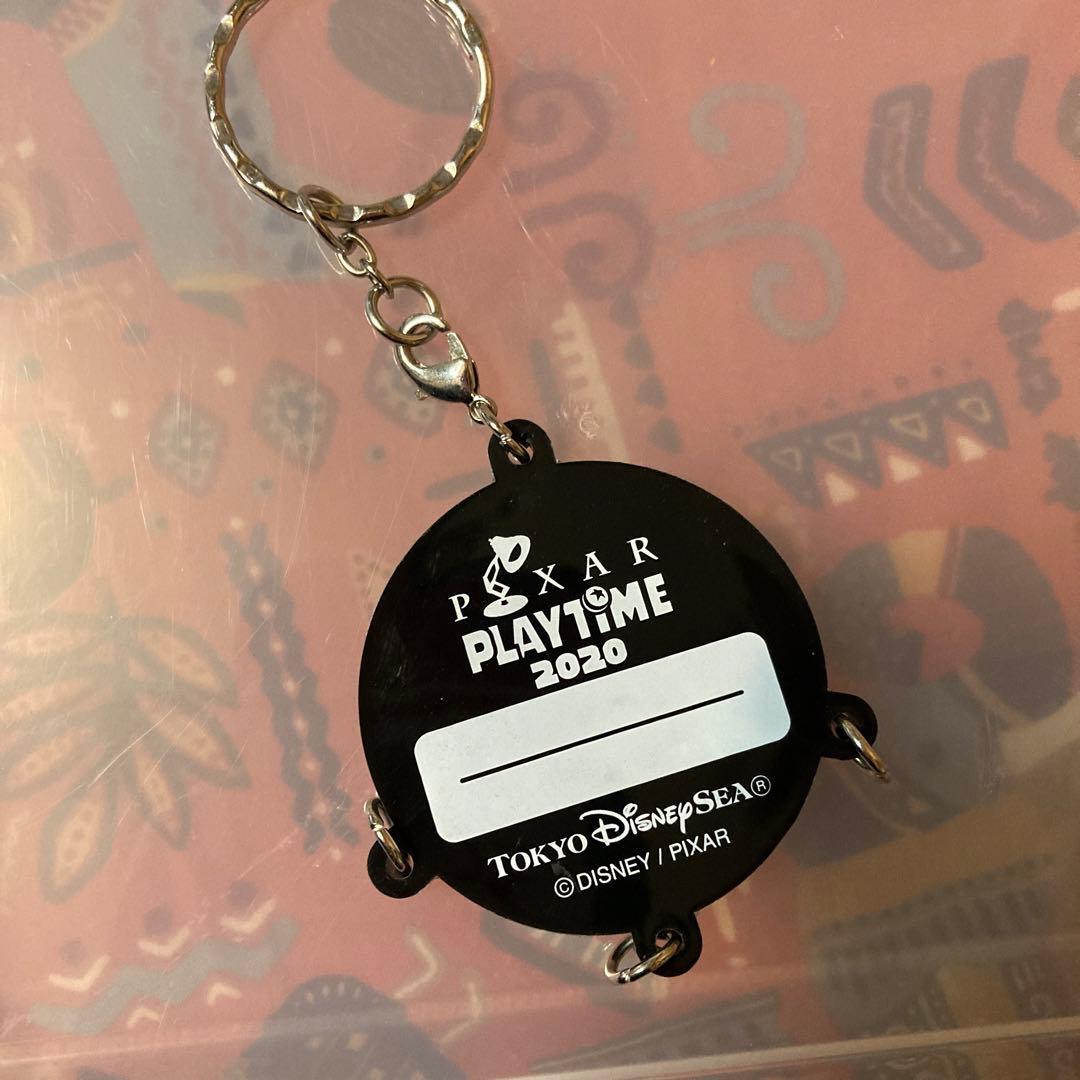 PIXAR
PLAYTIME
2020
TOKYO DISNEYSEA®
©DISNEY / PIXAR